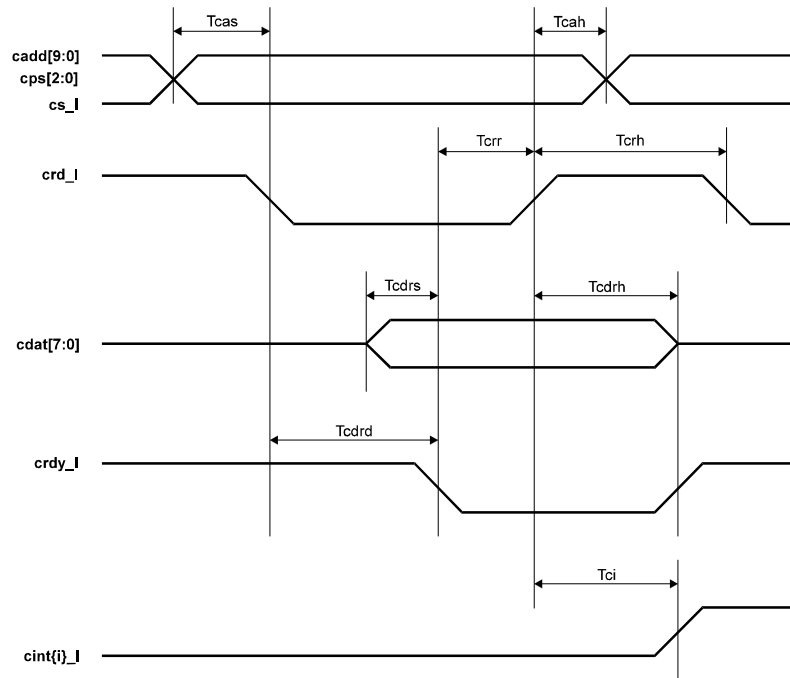 Tcas
Tcah
cadd[9:0]
cps[2:0]
cs_l
Tcrr
Tcrh
crd_l
Tcdrs
Tcdrh
cdat[7:0]
Tcdrd
crdy_l
Tci
cint{i}_l